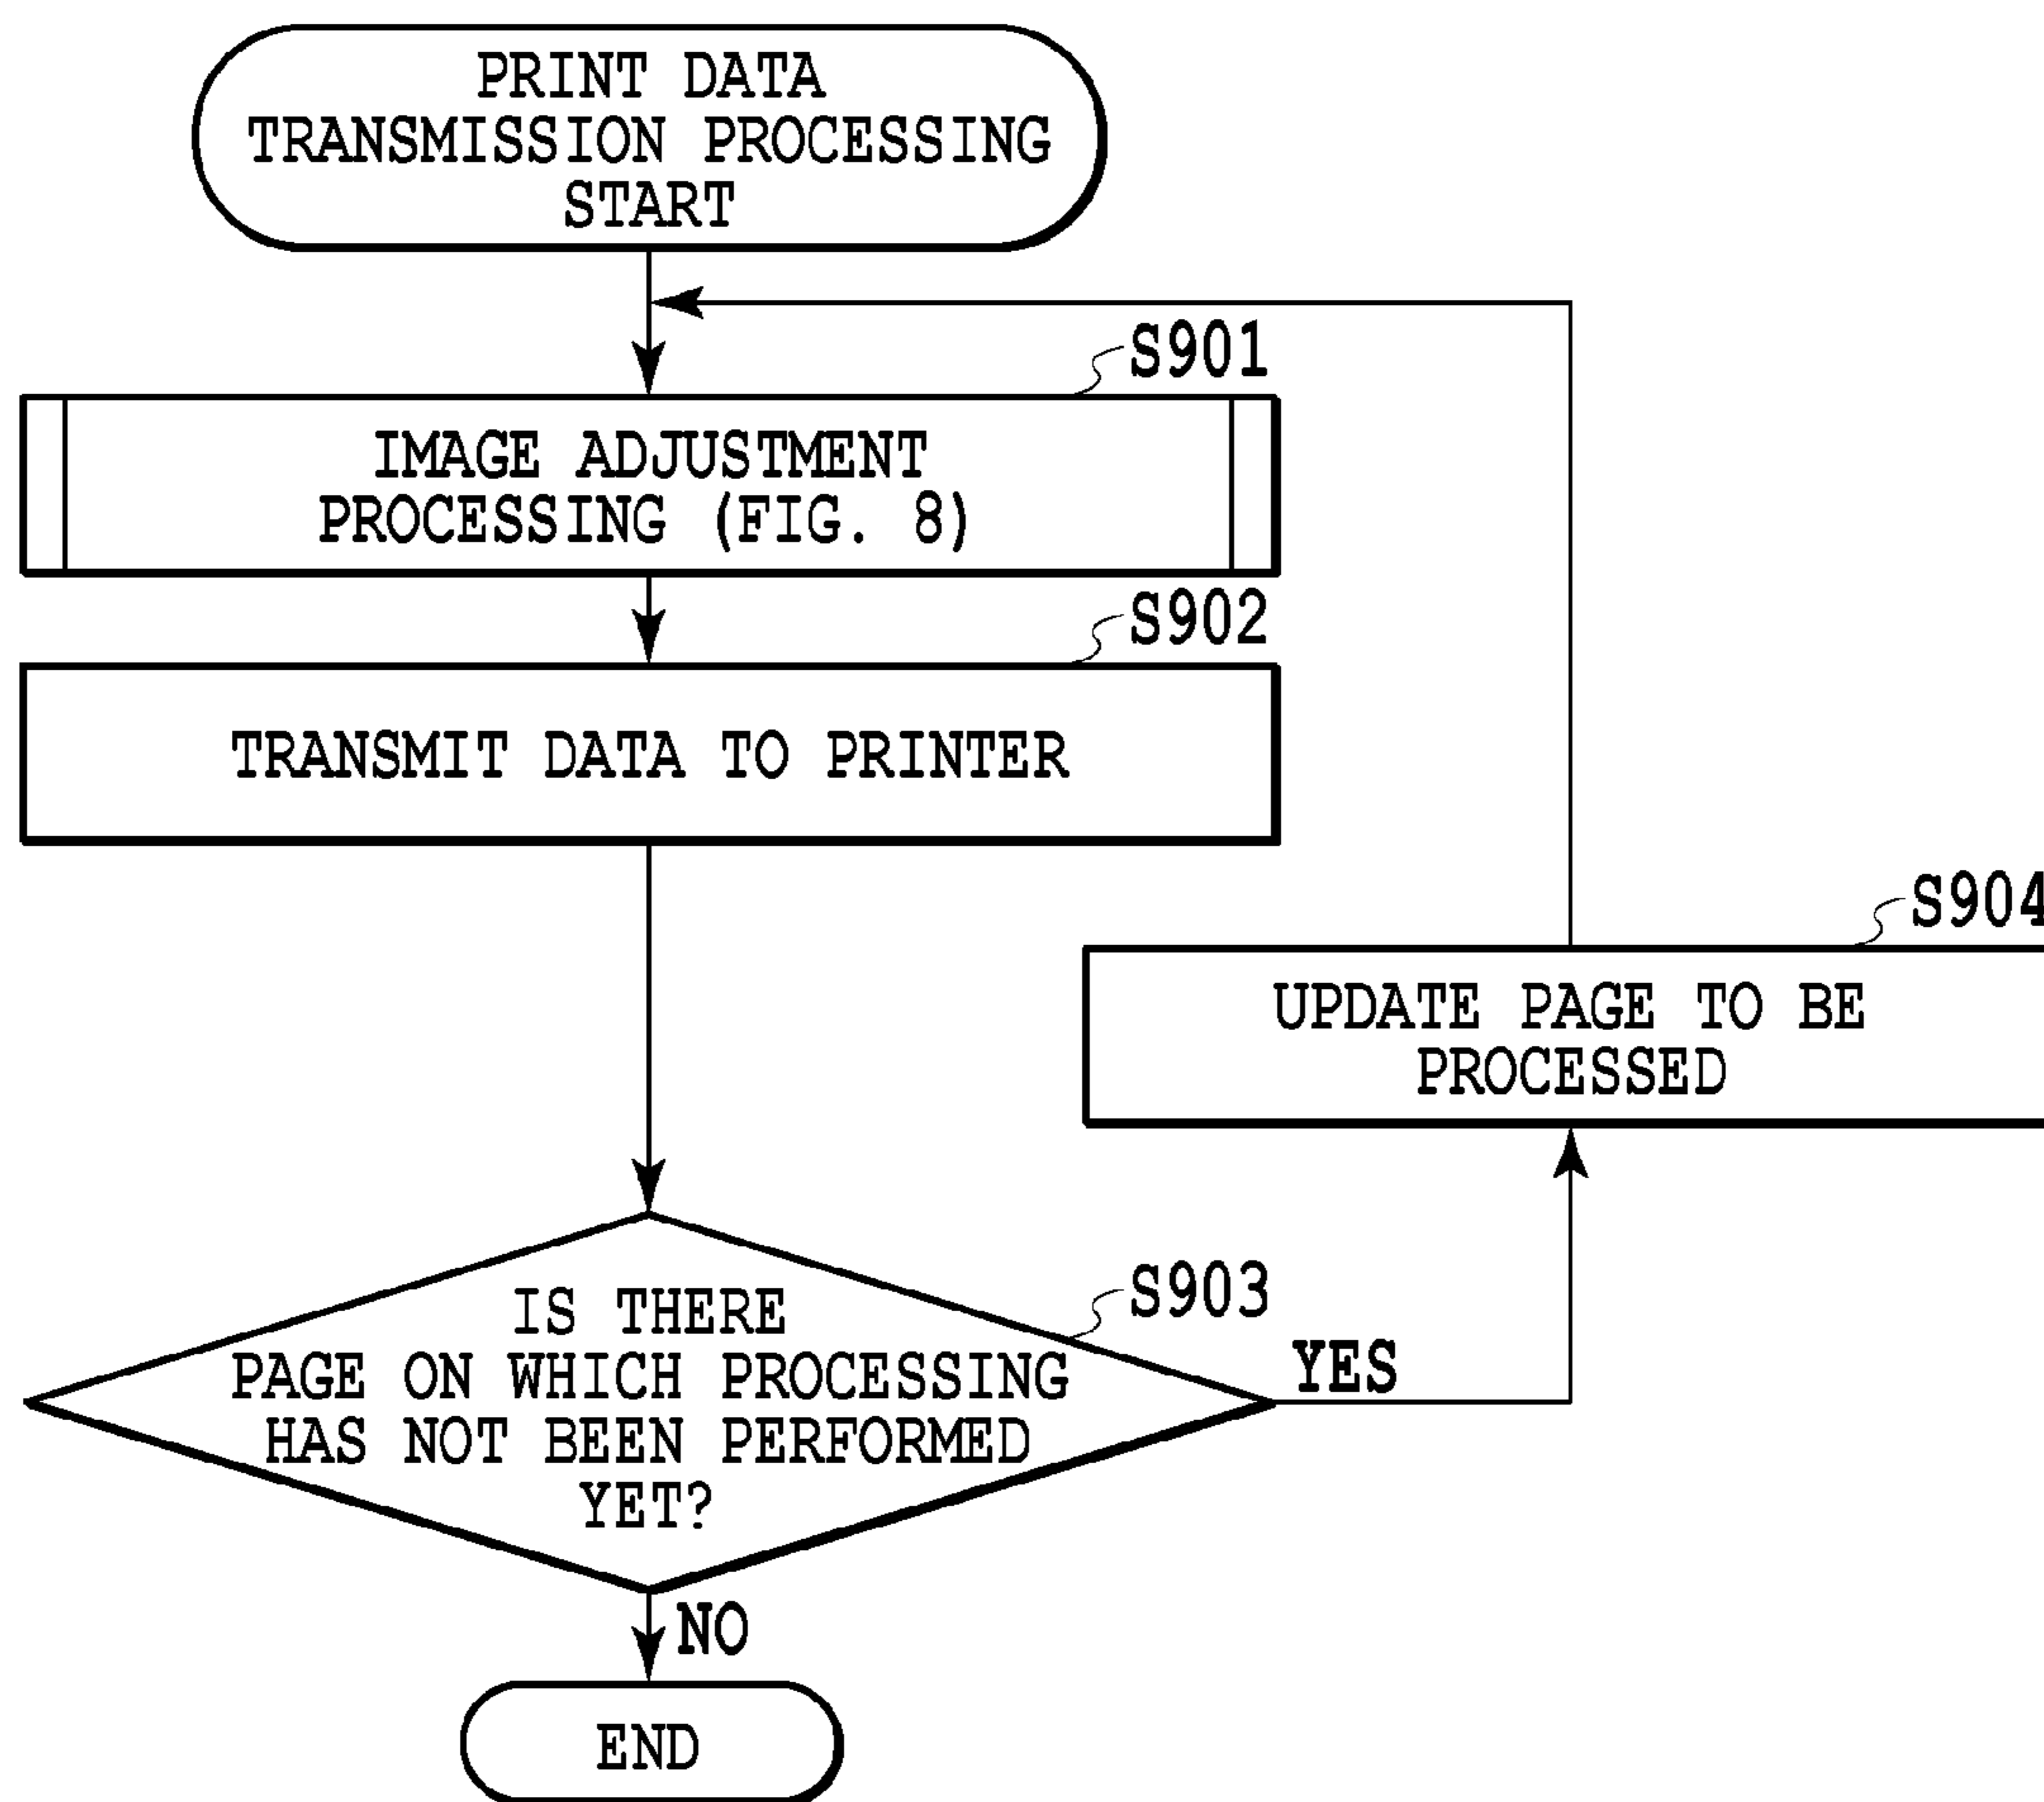 PRINT DATA
TRANSMISSION PROCESSING
START
S901
IMAGE ADJUSTMENT
PROCESSING (FIG. 8)
S902
TRANSMIT DATA TO PRINTER
S904
UPDATE PAGE TO BE
PROCESSED
S903
IS THERE
PAGE ON WHICH PROCESSING
HAS NOT BEEN PERFORMED
YET?
YES
NO
END